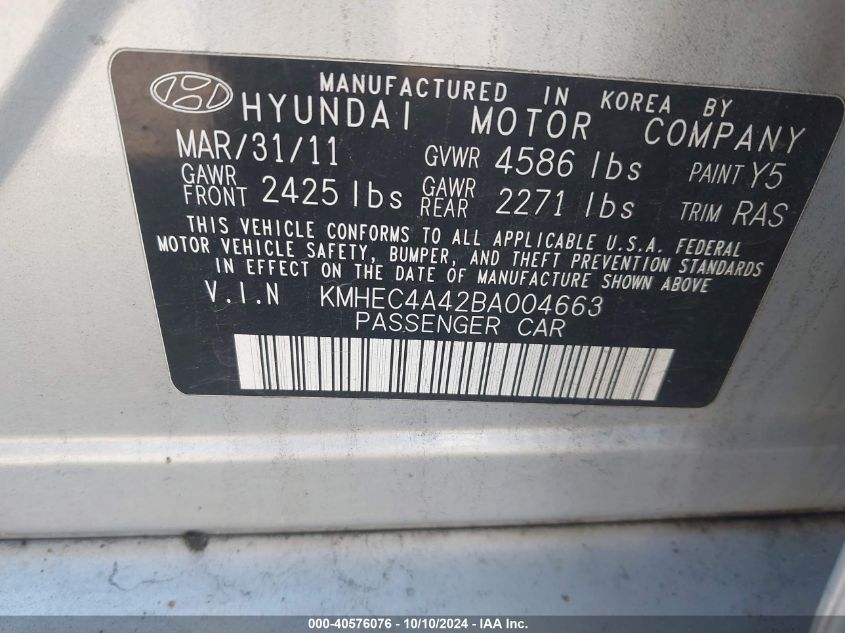 MANUFACTURED IN KOREA BY
HYUNDAI MOTOR COMPANY
MAR/31/11 GVWR 4586 lbs PAINT Y5
GAWR FRONT 2425 lbs GAWR REAR 2271 lbs TRIM RAS
THIS VEHICLE CONFORMS TO ALL APPLICABLE U.S.A. FEDERAL
MOTOR VEHICLE SAFETY, BUMPER, AND THEFT PREVENTION STANDARDS
IN EFFECT ON THE DATE OF MANUFACTURE SHOWN ABOVE
V.I.N KMHEC4A42BA004663
PASSENGER CAR
000-40576076 - 10/10/2024 - IAA Inc.